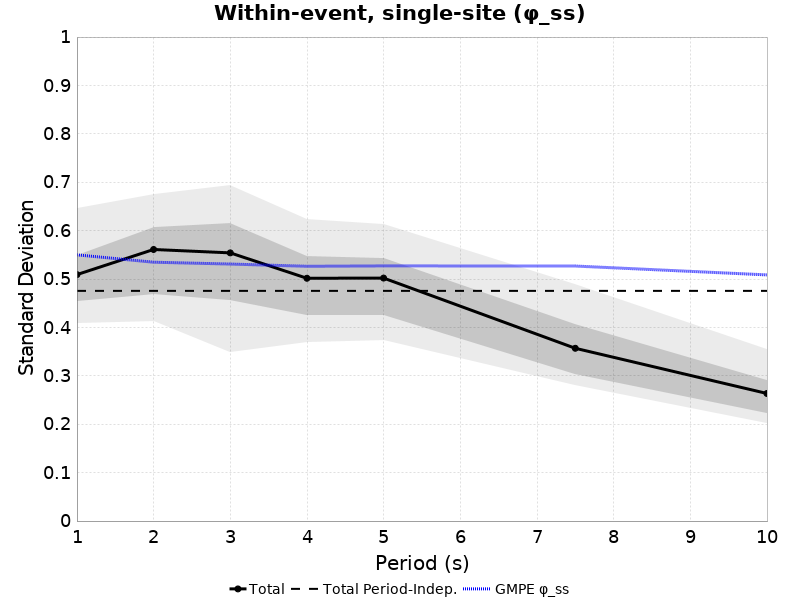 Within-event, single-site (φ_ss)
Standard Deviation
1
0.9
0.8
0.7
0.6
0.5
0.4
0.3
0.2
0.1
0
1 2 3 4 5 6 7 8 9 10
Period (s)
Total Total Period-Indep. GMPE φ_ss